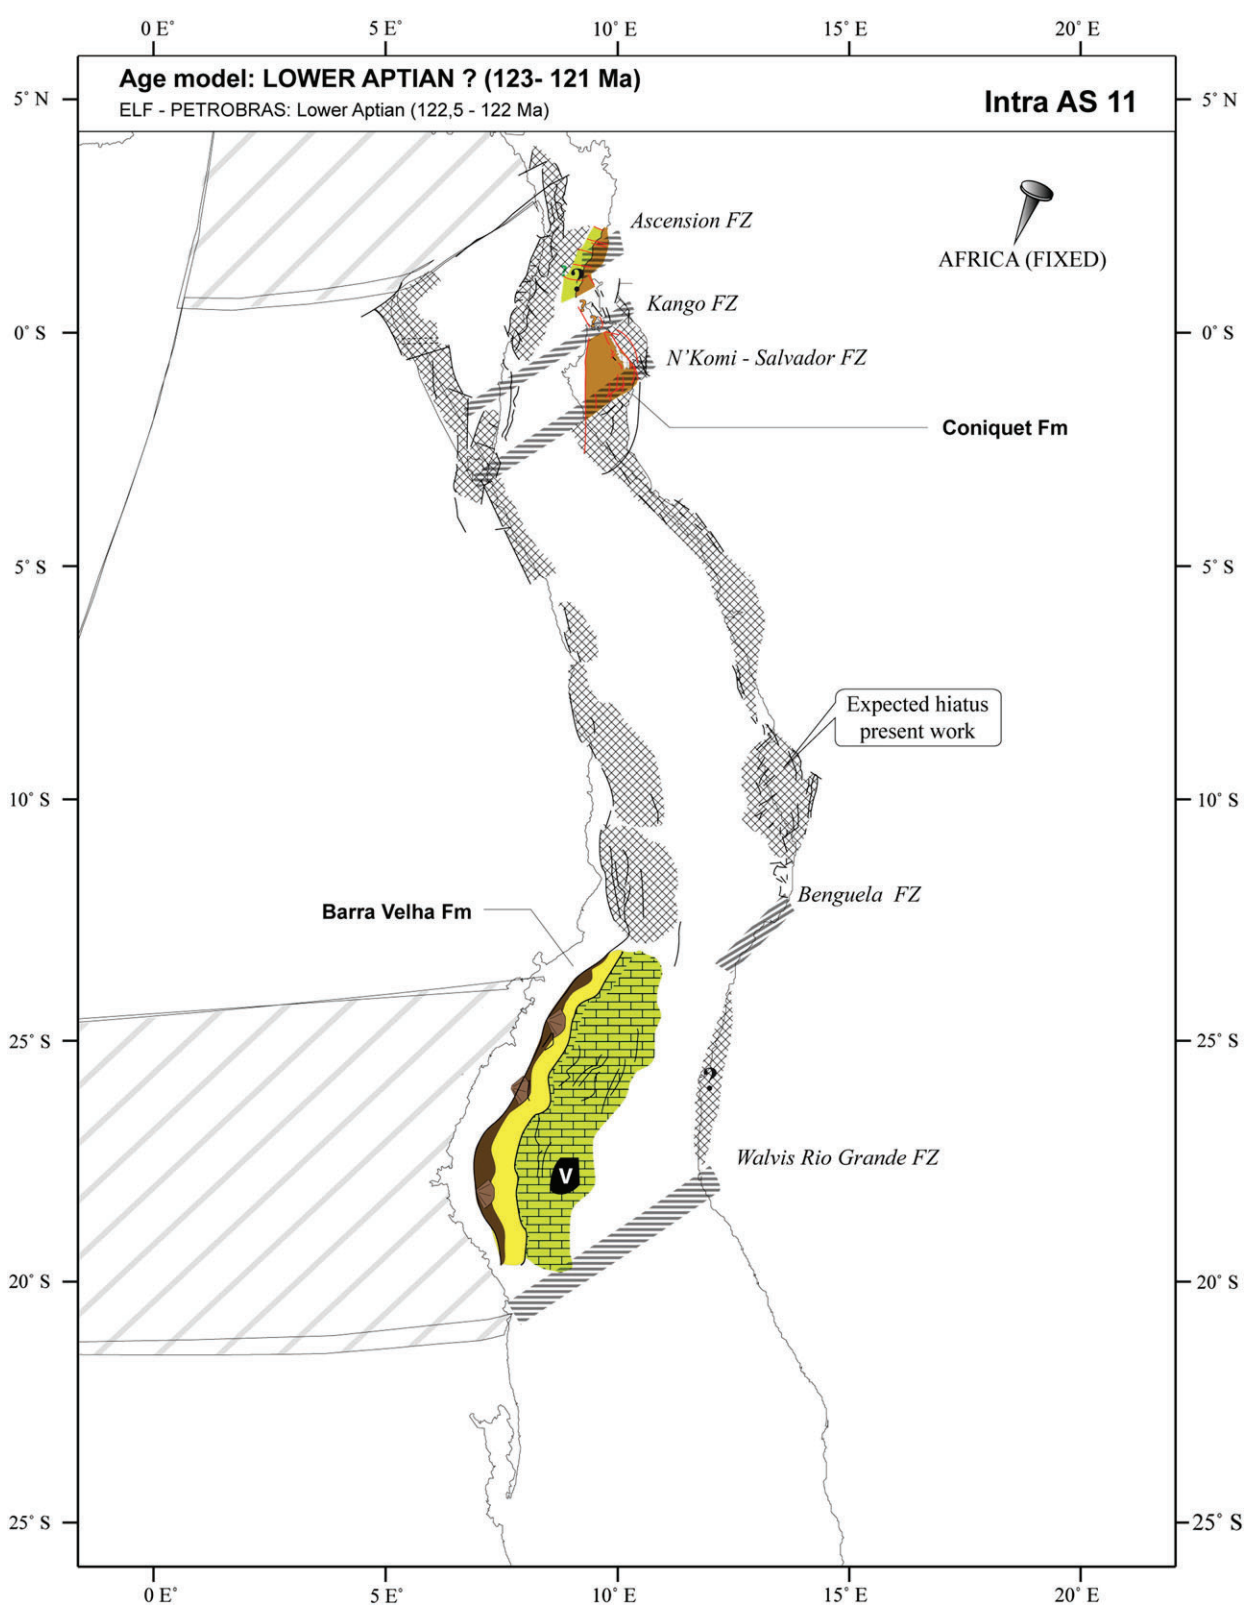 0 E˚ 5 E˚ 10˚ E 15˚ E 20˚ E
Age model: LOWER APTIAN ? (123- 121 Ma)
ELF - PETROBRAS: Lower Aptian (122,5 - 122 Ma)
Intra AS 11
5˚ N 5˚ N
Ascension FZ
AFRICA (FIXED)
?
Kango FZ
? ?
0˚ S 0˚ S
N'Komi - Salvador FZ
Coniquet Fm
5˚ S 5˚ S
Expected hiatus
present work
10˚ S 10˚ S
Benguela FZ
Barra Velha Fm
25˚ S 25˚ S
?
Walvis Rio Grande FZ
V
20˚ S 20˚ S
25˚ S 25˚ S
0 E˚ 5 E˚ 10˚ E 15˚ E 20˚ E